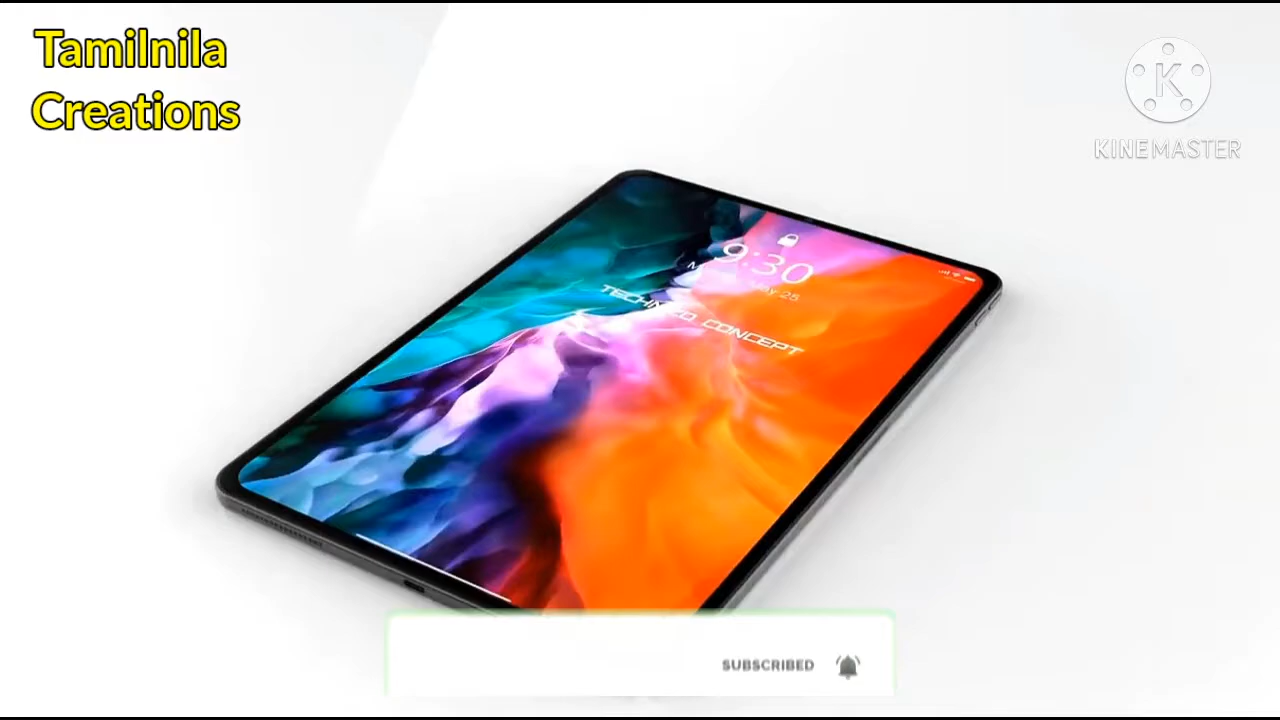 Tamilnila
Creations
K
KINEMASTER
9:30
TECHNIZO CONCEPT
SUBSCRIBED